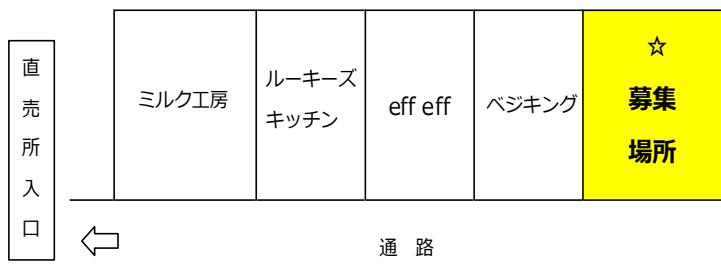 直売所入口
ミルク工房
ルーキーズ
キッチン
eff eff
ベジキング
☆
募集
場所
通 路